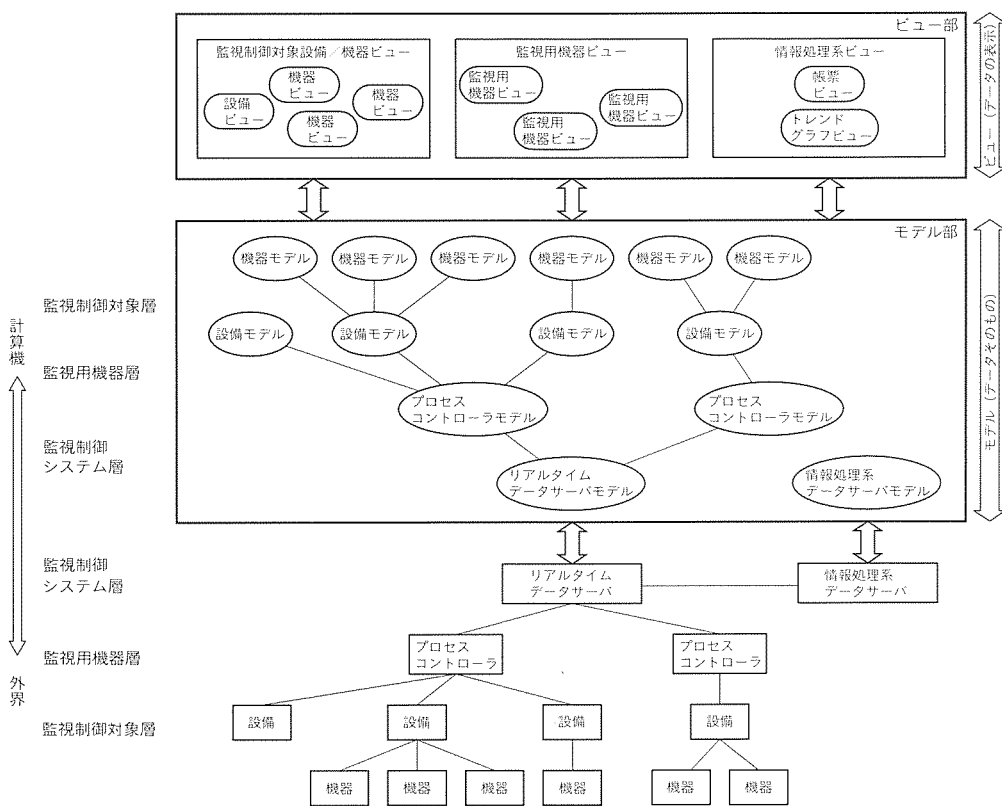 ビュー部
監視制御対象設備／機器ビュー
機器
ビュー
設備
ビュー
機器
ビュー
機器
ビュー
監視用機器ビュー
監視用
機器ビュー
監視用
機器ビュー
監視用
機器ビュー
情報処理系ビュー
帳票
ビュー
トレンド
グラフビュー
ビュー（データの表示）
モデル部
機器モデル
機器モデル
機器モデル
機器モデル
機器モデル
機器モデル
監視制御対象層
設備モデル
設備モデル
設備モデル
設備モデル
計算機
監視用機器層
プロセス
コントローラモデル
プロセス
コントローラモデル
監視制御
システム層
リアルタイム
データサーバモデル
情報処理系
データサーバモデル
モデル（データそのもの）
監視制御
システム層
リアルタイム
データサーバ
情報処理系
データサーバ
監視用機器層
プロセス
コントローラ
プロセス
コントローラ
外界
監視制御対象層
設備
設備
設備
設備
機器
機器
機器
機器
機器
機器